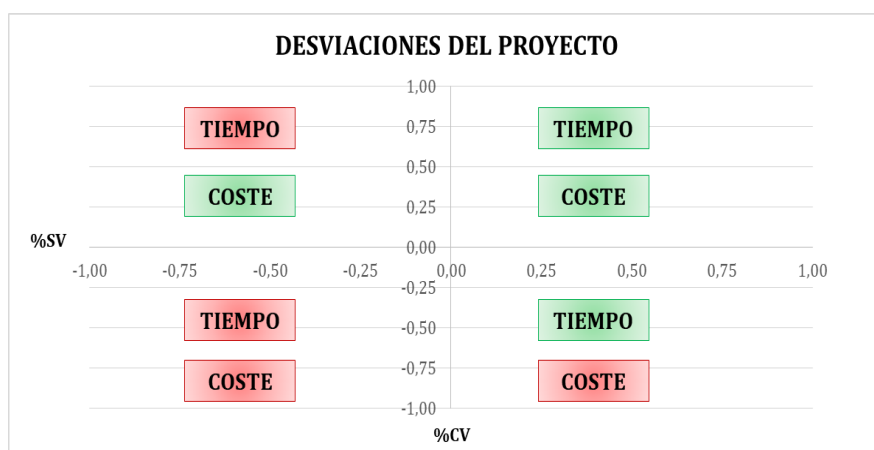 DESVIACIONES DEL PROYECTO
1,00
TIEMPO TIEMPO
0,75
0,50
COSTE COSTE
0,25
%SV
0,00
-1,00 -0,75 -0,50 -0,25 0,00 0,25 0,50 0,75 1,00
-0,25
TIEMPO TIEMPO
-0,50
-0,75
COSTE COSTE
-1,00
%CV